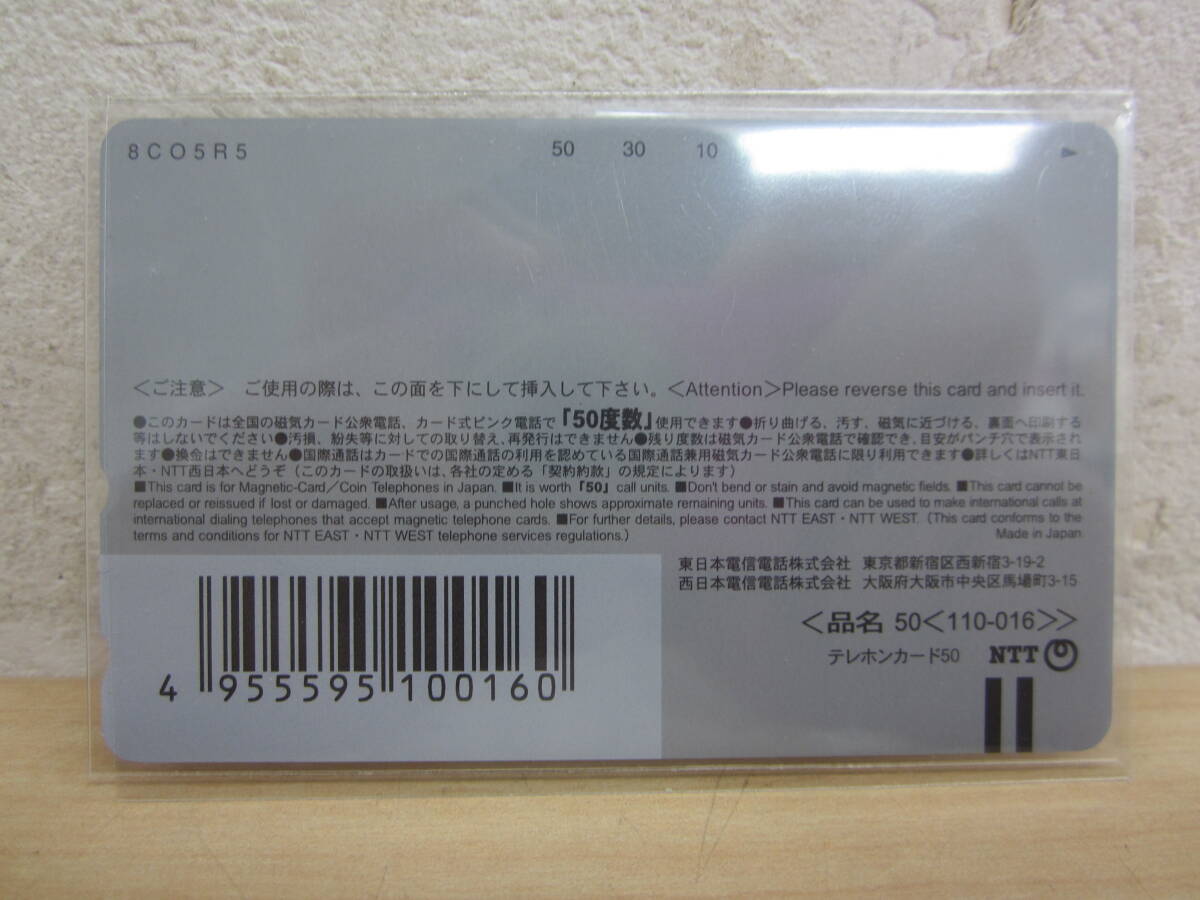 8CO5R5 50 30 10
＜ご注意＞ ご使用の際は、この面を下にして挿入して下さい。＜Attention＞Please reverse this card and insert it.
●このカードは全国の磁気カード公衆電話、カード式ピンク電話で「50度数」使用できます●折り曲げる、汚す、磁気に近づける、裏面へ印刷する
等はしないでください●汚損、紛失等に対しての取り替え、再発行はできません●残り度数は磁気カード公衆電話で確認でき、目安がパンチ穴で表示され
ます●換金はできません●国際通話はカードでの国際通話の利用を認めている国際通話兼用磁気カード公衆電話に限り利用できます●詳しくはNTT東日
本・NTT西日本へどうぞ（このカードの取扱いは、各社の定める「契約約款」の規定によります）
■This card is for Magnetic-Card／Coin Telephones in Japan. ■It is worth「50」call units. ■Don't bend or stain and avoid magnetic fields. ■This card cannot be
replaced or reissued if lost or damaged. ■After usage, a punched hole shows approximate remaining units. ■This card can be used to make international calls at
international dialing telephones that accept magnetic telephone cards. ■For further details, please contact NTT EAST・NTT WEST. (This card conforms to the
terms and conditions for NTT EAST・NTT WEST telephone services regulations.) Made in Japan
東日本電信電話株式会社 東京都新宿区西新宿3-19-2
西日本電信電話株式会社 大阪府大阪市中央区馬場町3-15
＜品名 50＜110-016＞＞
テレホンカード50 NTT
4 955595 100160